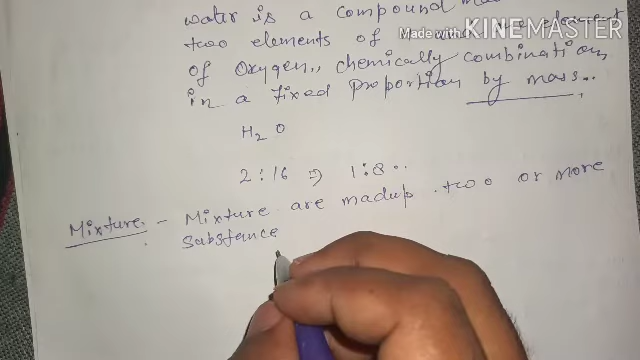 water is a compound
Made with KINEMASTER
two elements of
of Oxygen,, chemically combination
in a fixed proportion by mass..
H2 O
2:16 ⇒ 1:8..
Mixture - Mixture are madup two or more
substance